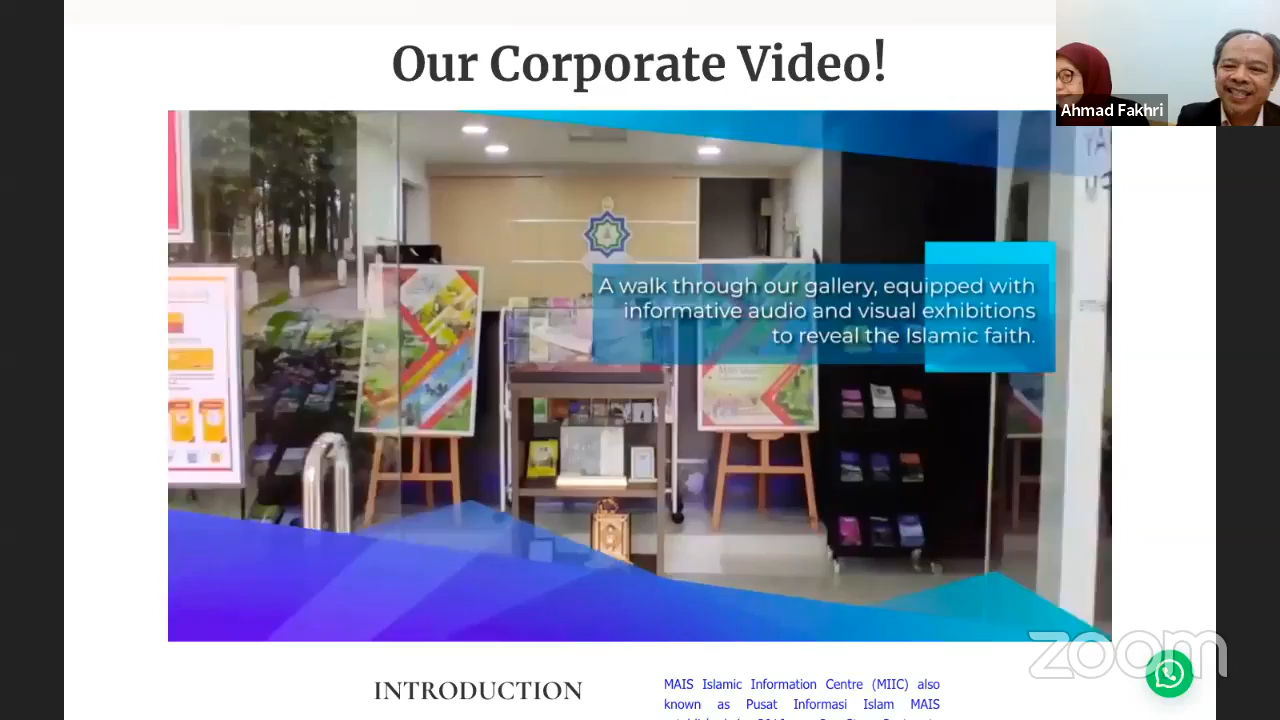 Our Corporate Video!
Ahmad Fakhri
A walk through our gallery, equipped with
informative audio and visual exhibitions
to reveal the Islamic faith.
zoom
INTRODUCTION
MAIS Islamic Information Centre (MIIC) also
known as Pusat Informasi Islam MAIS